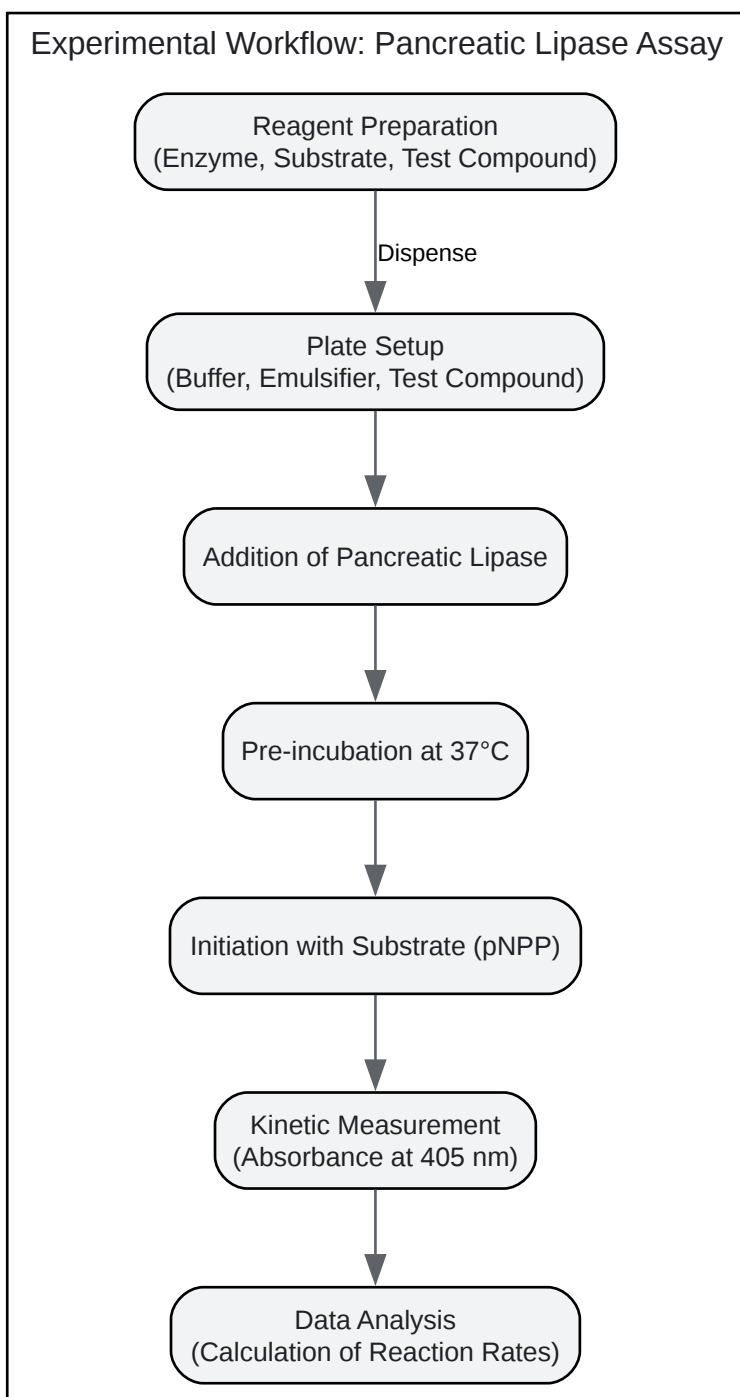 Experimental Workflow: Pancreatic Lipase Assay
Reagent Preparation
(Enzyme, Substrate, Test Compound)
Dispense
Plate Setup
(Buffer, Emulsifier, Test Compound)
Addition of Pancreatic Lipase
Pre-incubation at 37°C
Initiation with Substrate (pNPP)
Kinetic Measurement
(Absorbance at 405 nm)
Data Analysis
(Calculation of Reaction Rates)